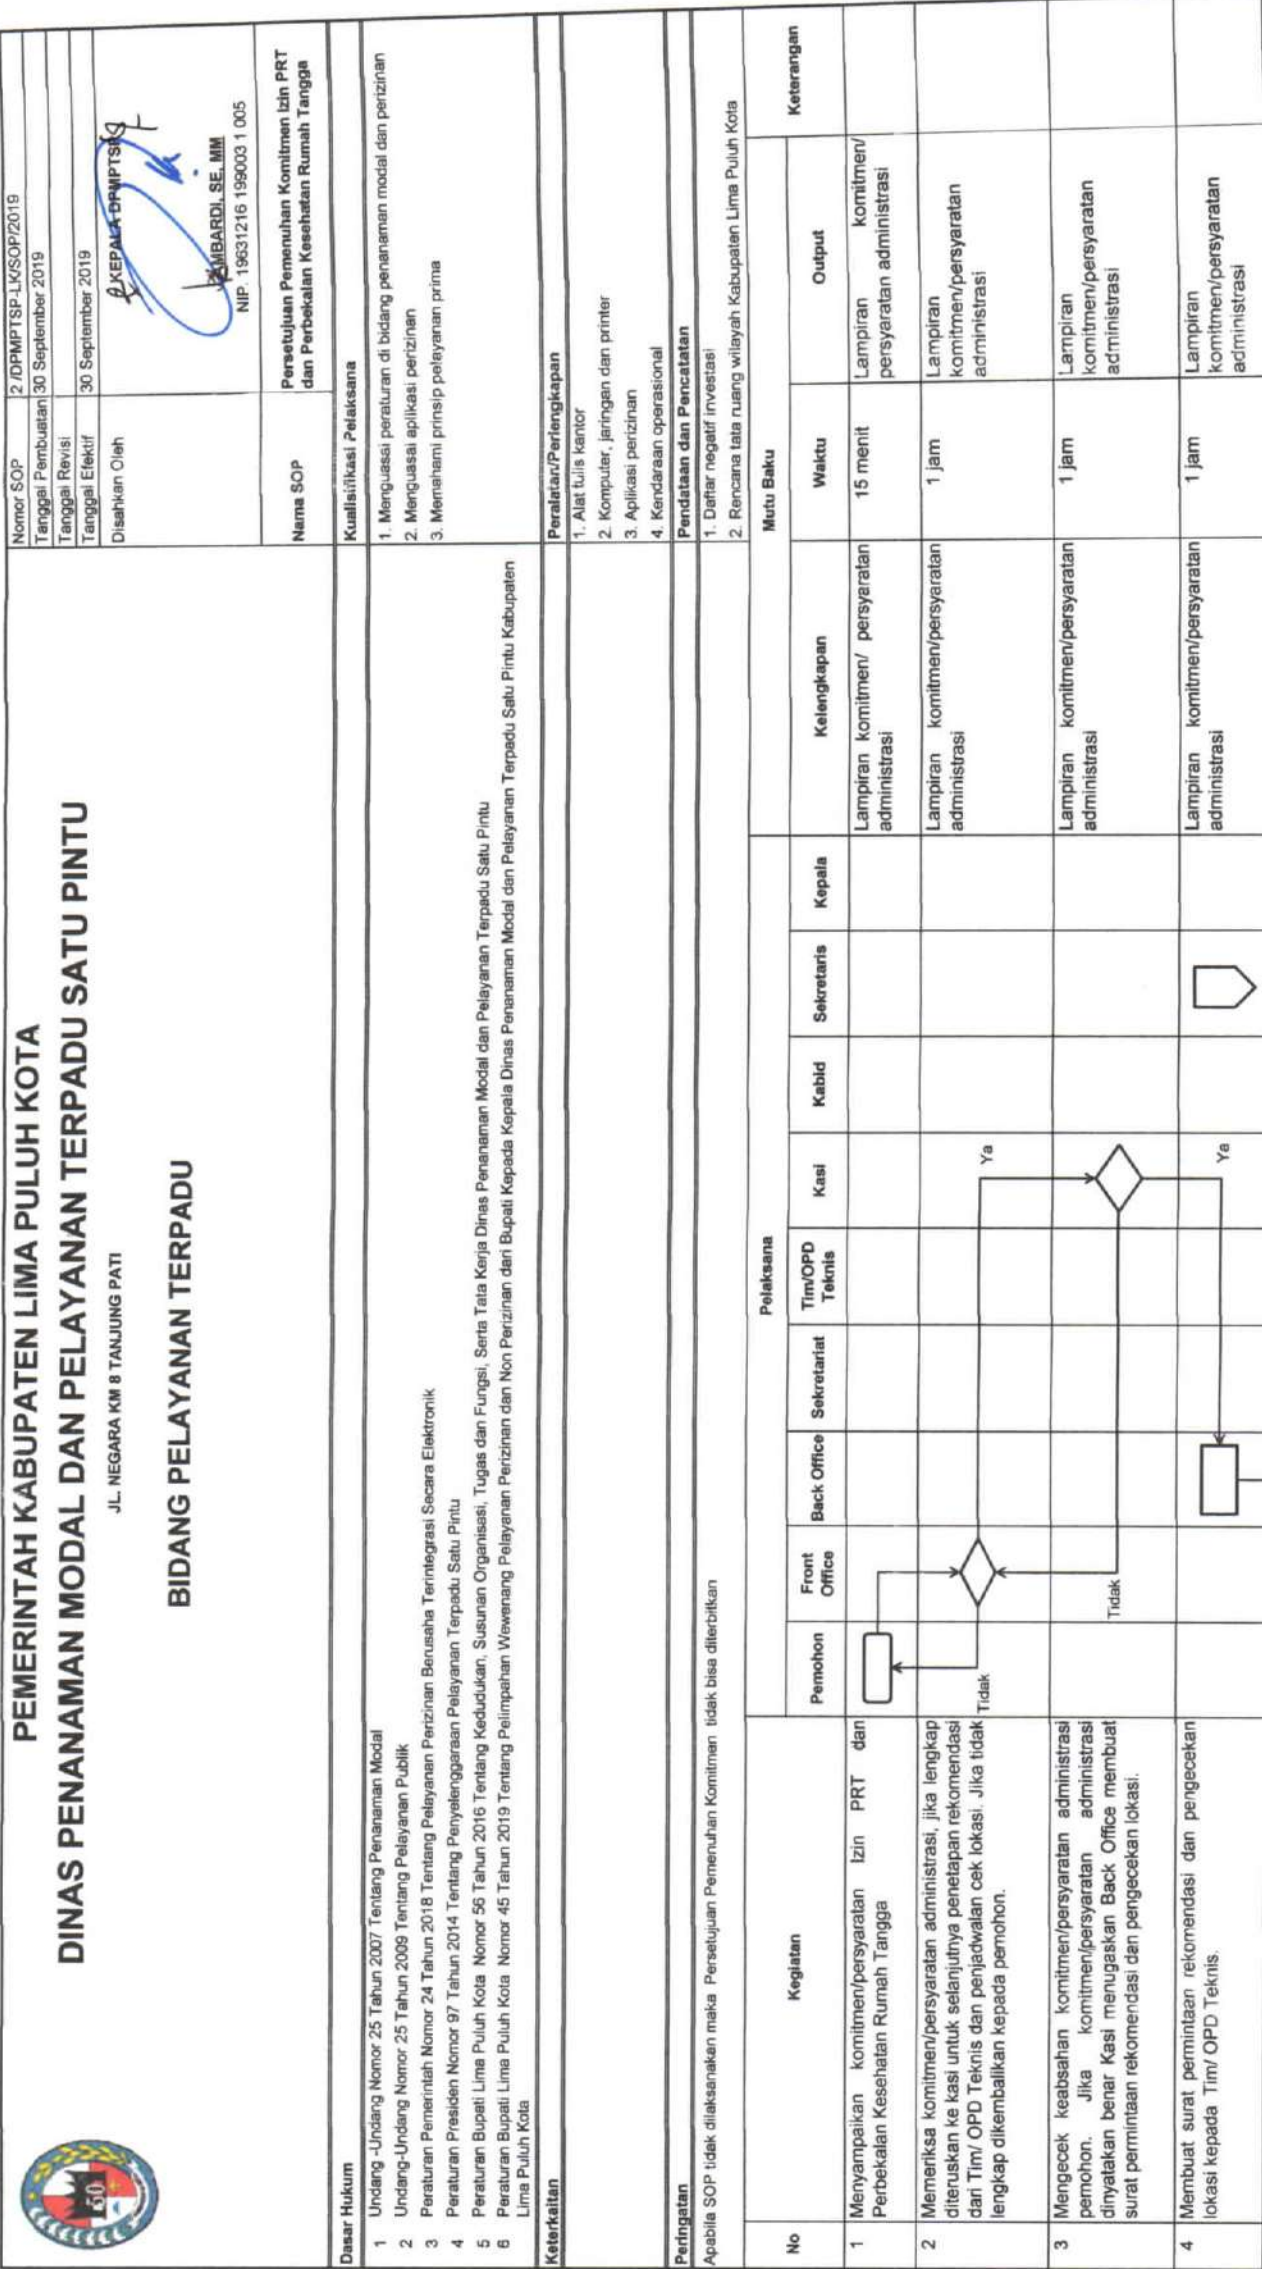 PEMERINTAH KABUPATEN LIMA PULUH KOTA
DINAS PENANAMAN MODAL DAN PELAYANAN TERPADU SATU PINTU
JL. NEGARA KM 8 TANJUNG PATI
BIDANG PELAYANAN TERPADU
50
Nomor SOP 2 /DPMPTSP-LK/SOP/2019
Tanggal Pembuatan 30 September 2019
Tanggal Revisi
Tanggal Efektif 30 September 2019
Disahkan Oleh
KEPALA DPMPTSP
AMBARDI, SE, MM
NIP. 19631216 199003 1 005
Nama SOP
Persetujuan Pemenuhan Komitmen Izin PRT
dan Perbekalan Kesehatan Rumah Tangga
Dasar Hukum
1 Undang -Undang Nomor 25 Tahun 2007 Tentang Penanaman Modal
2 Undang-Undang Nomor 25 Tahun 2009 Tentang Pelayanan Publik
3 Peraturan Pemerintah Nomor 24 Tahun 2018 Tentang Pelayanan Perizinan Berusaha Terintegrasi Secara Elektronik
4 Peraturan Presiden Nomor 97 Tahun 2014 Tentang Penyelenggaraan Pelayanan Terpadu Satu Pintu
5 Peraturan Bupati Lima Puluh Kota Nomor 56 Tahun 2016 Tentang Kedudukan, Susunan Organisasi, Tugas dan Fungsi, Serta Tata Kerja Dinas Penanaman Modal dan Pelayanan Terpadu Satu Pintu
6 Peraturan Bupati Lima Puluh Kota Nomor 45 Tahun 2019 Tentang Pelimpahan Wewenang Pelayanan Perizinan dan Non Perizinan dari Bupati Kepada Kepala Dinas Penanaman Modal dan Pelayanan Terpadu Satu Pintu Kabupaten
Lima Puluh Kota
Kualisifikasi Pelaksana
1. Menguasai peraturan di bidang penanaman modal dan perizinan
2. Menguasai aplikasi perizinan
3. Memahami prinsip pelayanan prima
Keterkaitan
Peralatan/Perlengkapan
1. Alat tulis kantor
2. Komputer, jaringan dan printer
3. Aplikasi perizinan
4. Kendaraan operasional
Peringatan
Apabila SOP tidak dilaksanakan maka Persetujuan Pemenuhan Komitmen tidak bisa diterbitkan
Pendataan dan Pencatatan
1. Daftar negatif investasi
2. Rencana tata ruang wilayah Kabupaten Lima Puluh Kota
No
Kegiatan
Pelaksana
Mutu Baku
Keterangan
Pemohon
Front
Office
Back Office
Sekretariat
Tim/OPD
Teknis
Kasi
Kabid
Sekretaris
Kepala
Kelengkapan
Waktu
Output
1
Menyampaikan komitmen/persyaratan Izin PRT dan
Perbekalan Kesehatan Rumah Tangga
Lampiran komitmen/ persyaratan
administrasi
15 menit
Lampiran komitmen/
persyaratan administrasi
2
Memeriksa komitmen/persyaratan administrasi, jika lengkap
diteruskan ke kasi untuk selanjutnya penetapan rekomendasi
dari Tim/ OPD Teknis dan penjadwalan cek lokasi. Jika tidak
lengkap dikembalikan kepada pemohon.
Tidak
Ya
Lampiran komitmen/persyaratan
administrasi
1 jam
Lampiran
komitmen/persyaratan
administrasi
3
Mengecek keabsahan komitmen/persyaratan administrasi
pemohon. Jika komitmen/persyaratan administrasi
dinyatakan benar Kasi menugaskan Back Office membuat
surat permintaan rekomendasi dan pengecekan lokasi.
Tidak
Lampiran komitmen/persyaratan
administrasi
1 jam
Lampiran
komitmen/persyaratan
administrasi
4
Membuat surat permintaan rekomendasi dan pengecekan
lokasi kepada Tim/ OPD Teknis.
Ya
Lampiran komitmen/persyaratan
administrasi
1 jam
Lampiran
komitmen/persyaratan
administrasi